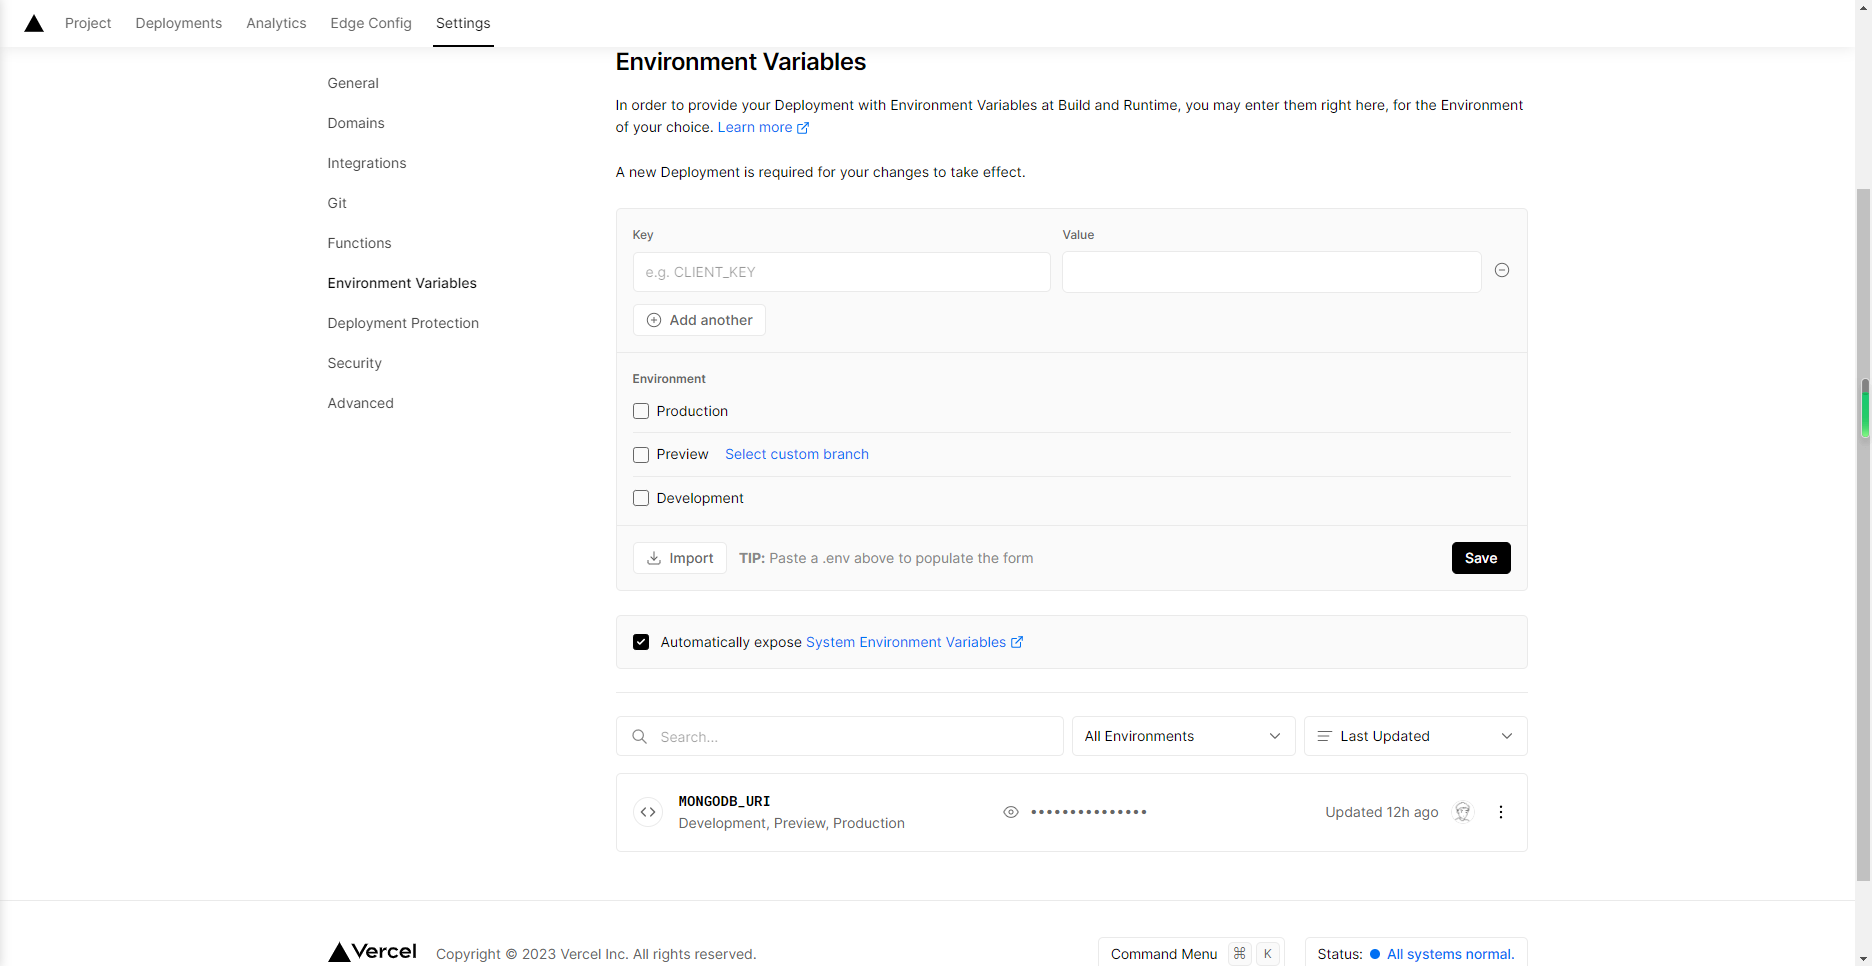 Project Deployments Analytics Edge Config Settings
General
Domains
Integrations
Git
Functions
Environment Variables
Deployment Protection
Security
Advanced
Environment Variables
In order to provide your Deployment with Environment Variables at Build and Runtime, you may enter them right here, for the Environment
of your choice. Learn more
A new Deployment is required for your changes to take effect.
Key Value
e.g. CLIENT_KEY
Add another
Environment
Production
Preview Select custom branch
Development
Import TIP: Paste a .env above to populate the form Save
Automatically expose System Environment Variables
Search... All Environments Last Updated
MONGODB_URI
Development, Preview, Production
••••••••••••••• Updated 12h ago
Vercel Copyright © 2023 Vercel Inc. All rights reserved. Command Menu ⌘ K Status: All systems normal.